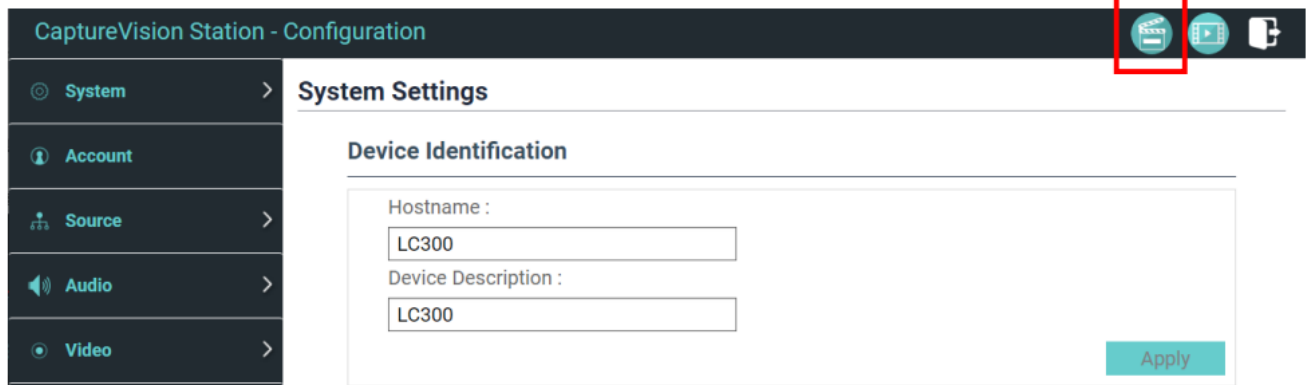 CaptureVision Station - Configuration
System
Account
Source
Audio
Video
System Settings
Device Identification
Hostname :
LC300
Device Description :
LC300
Apply